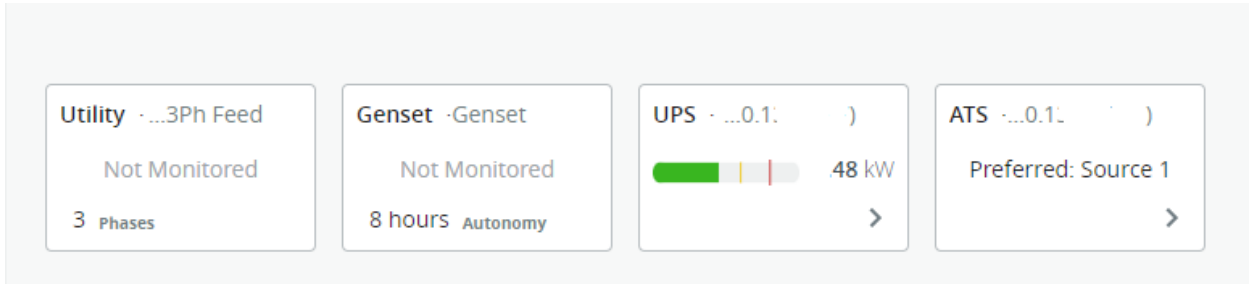 Utility ·...3Ph Feed
Not Monitored
3 Phases
Genset ·Genset
Not Monitored
8 hours Autonomy
UPS · ...0.1 )
.48 kW
ATS ·...0.1 )
Preferred: Source 1